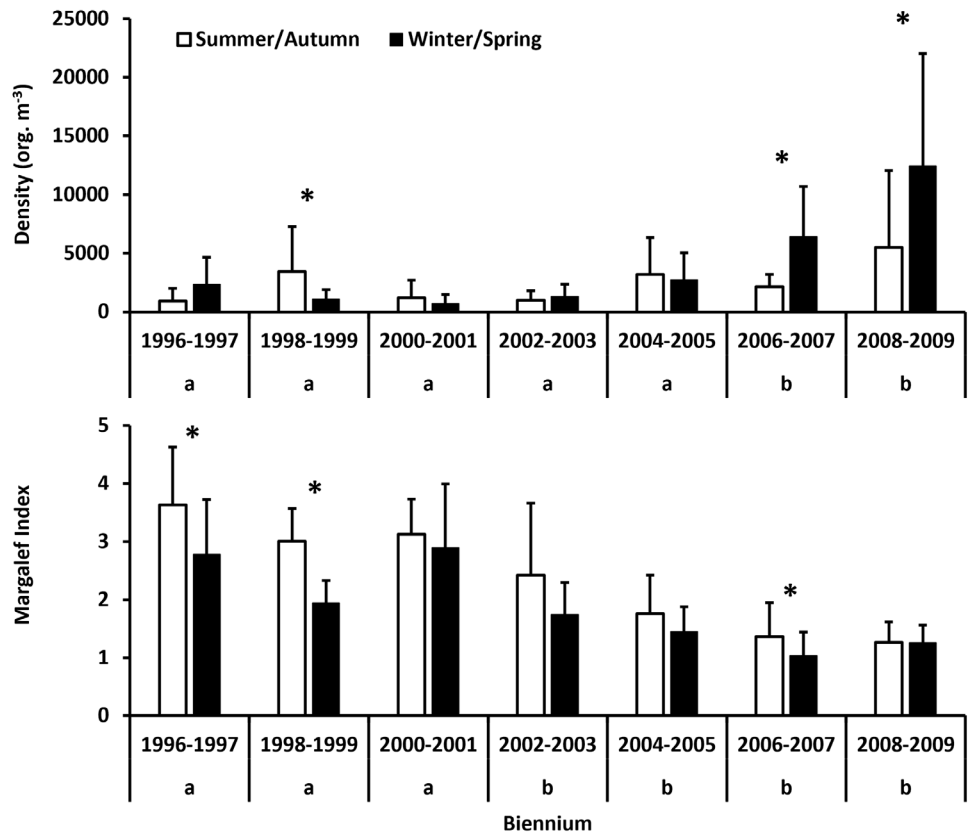 25000
Summer/Autumn Winter/Spring *
20000
Density (org. m⁻³)
15000
*
10000
*
5000
0
1996-1997 1998-1999 2000-2001 2002-2003 2004-2005 2006-2007 2008-2009
a a a a a b b
5
*
4
*
Margalef Index
3
2
*
1
0
1996-1997 1998-1999 2000-2001 2002-2003 2004-2005 2006-2007 2008-2009
a a a b b b b
Biennium